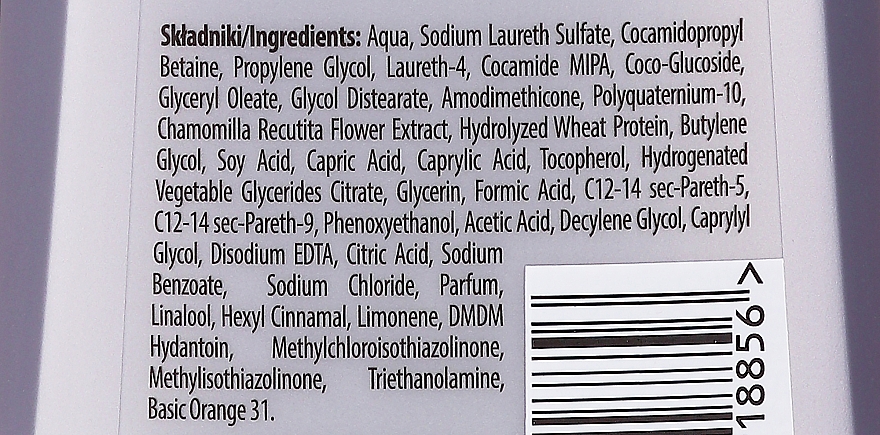 Składniki/Ingredients: Aqua, Sodium Laureth Sulfate, Cocamidopropyl
Betaine, Propylene Glycol, Laureth-4, Cocamide MIPA, Coco-Glucoside,
Glyceryl Oleate, Glycol Distearate, Amodimethicone, Polyquaternium-10,
Chamomilla Recutita Flower Extract, Hydrolyzed Wheat Protein, Butylene
Glycol, Soy Acid, Capric Acid, Caprylic Acid, Tocopherol, Hydrogenated
Vegetable Glycerides Citrate, Glycerin, Formic Acid, C12-14 sec-Pareth-5,
C12-14 sec-Pareth-9, Phenoxyethanol, Acetic Acid, Decylene Glycol, Caprylyl
Glycol, Disodium EDTA, Citric Acid, Sodium
Benzoate, Sodium Chloride, Parfum,
Linalool, Hexyl Cinnamal, Limonene, DMDM
Hydantoin, Methylchloroisothiazolinone,
Methylisothiazolinone, Triethanolamine,
Basic Orange 31.
18856 >